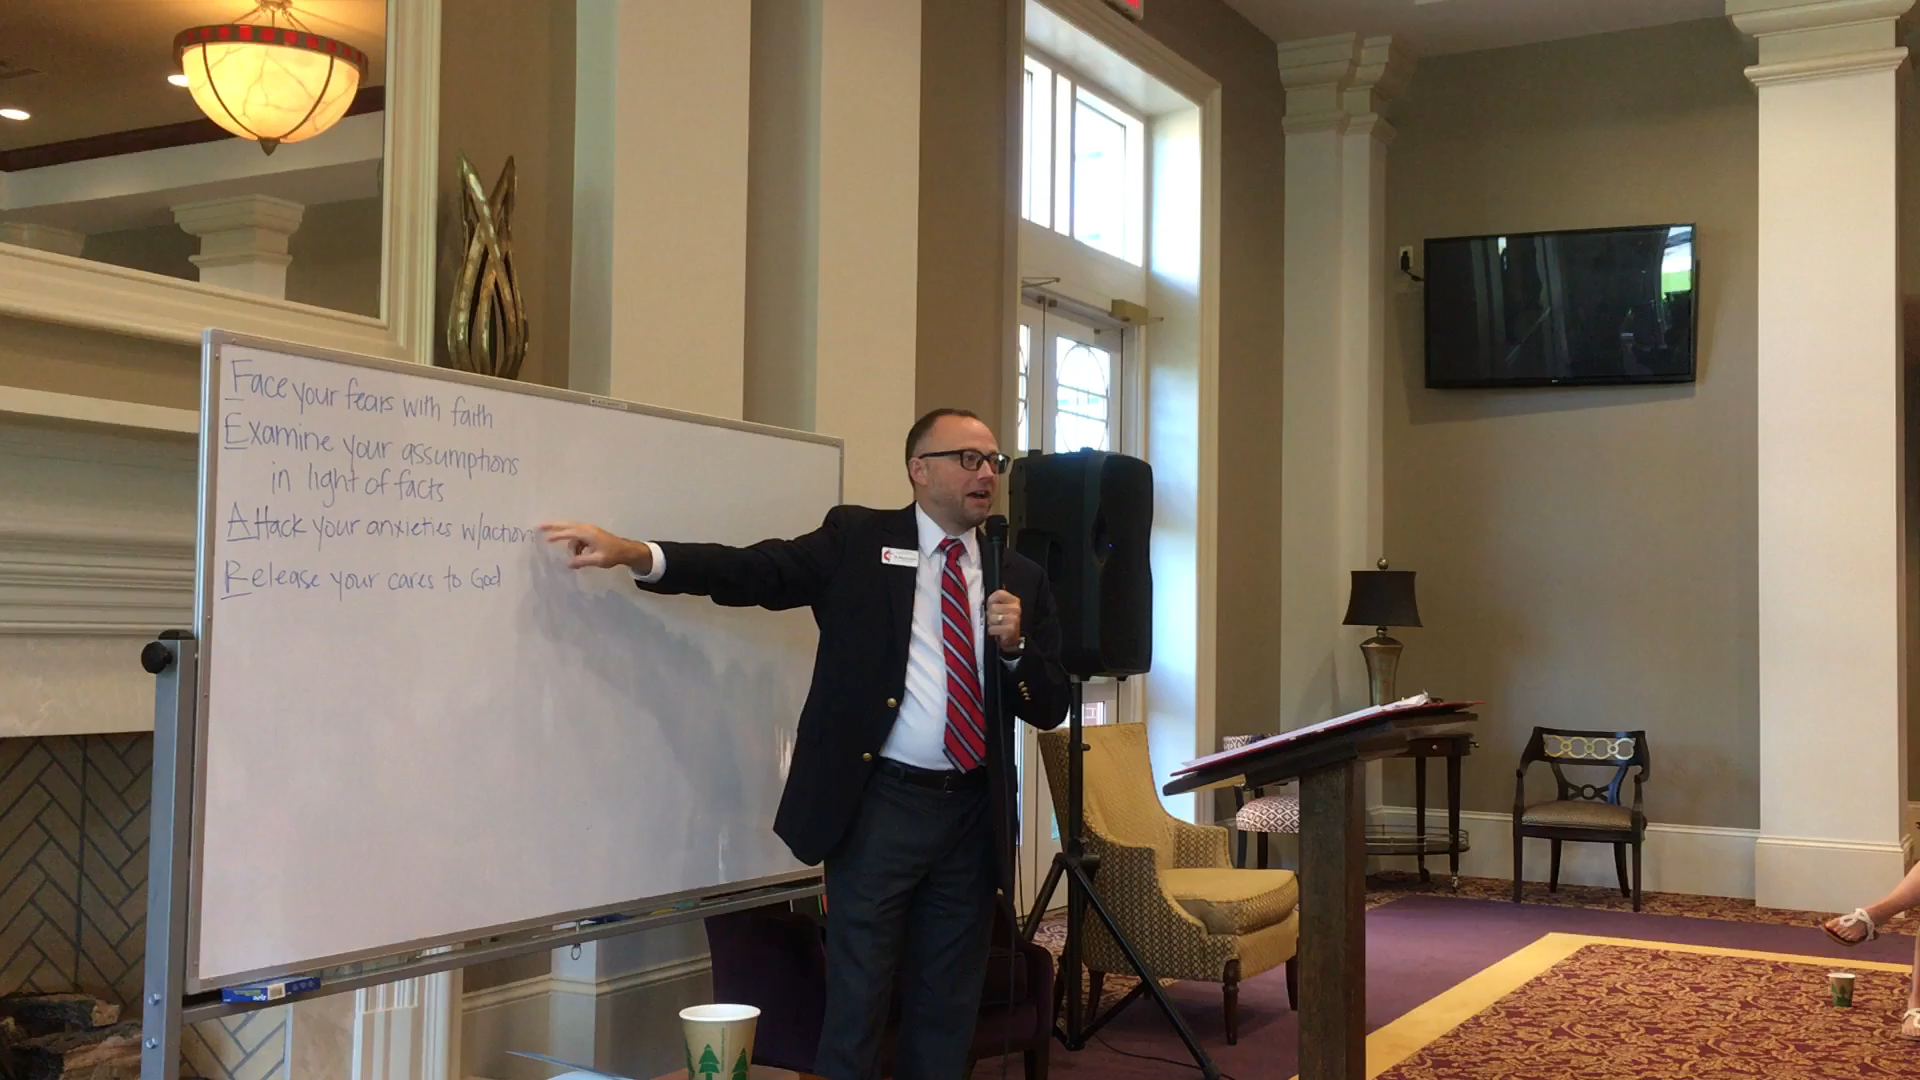 Face your fears with faith
Examine your assumptions
in light of facts
Attack your anxieties w/action
Release your cares to God